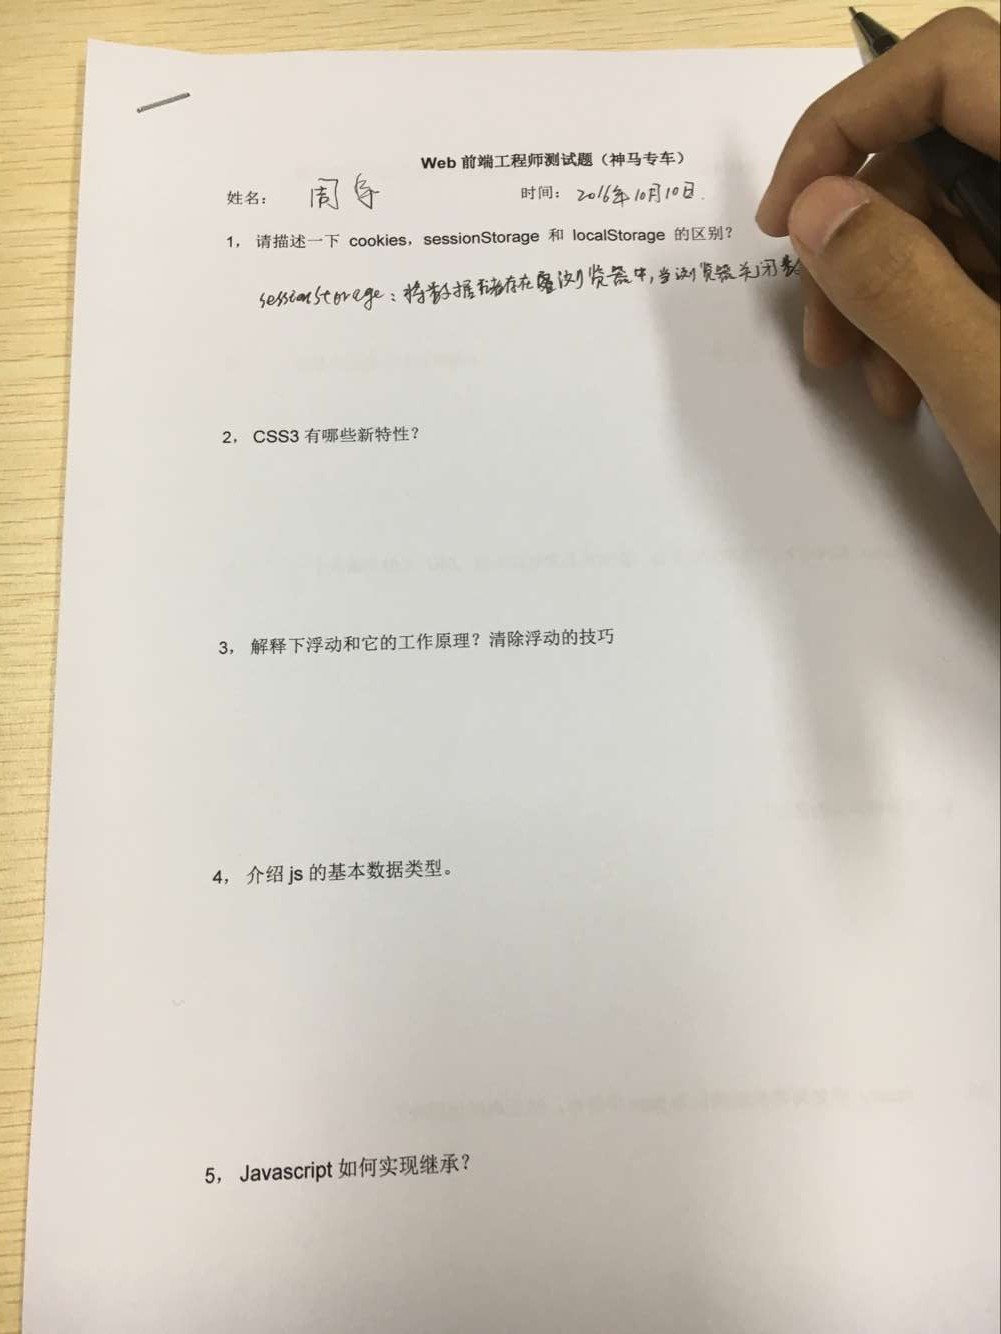 Web 前端工程师测试题（神马专车）
姓名： 周 时间： 2016年10月10日.
1， 请描述一下 cookies，sessionStorage 和 localStorage 的区别？
sessionStorage：将数据储存在浏览器中，当浏览器关闭数
2， CSS3 有哪些新特性？
3， 解释下浮动和它的工作原理？清除浮动的技巧
4， 介绍 js 的基本数据类型。
5， Javascript 如何实现继承？